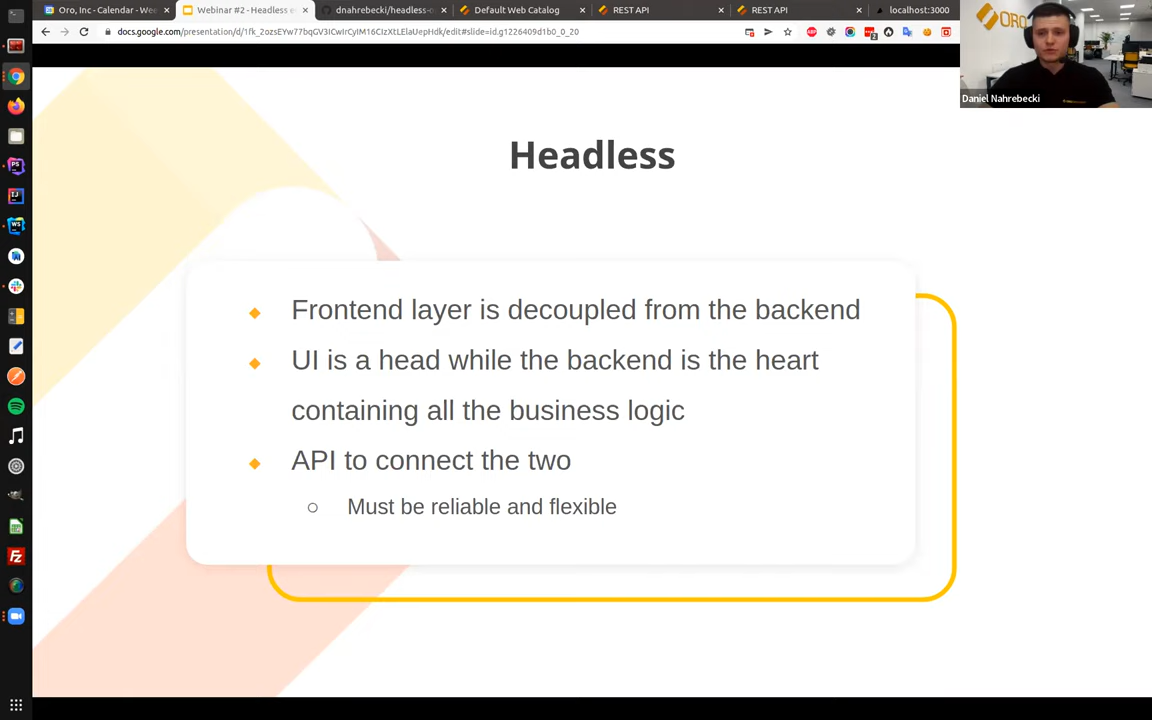 Oro, Inc - Calendar - Wee
Webinar #2 - Headless e
dnahrebecki/headless-o
Default Web Catalog
REST API
REST API
localhost:3000
docs.google.com/presentation/d/1fk_2ozsEYw77bqGV3ICwIrCyIM16CIzXtLElaUepHdk/edit#slide=id.g1226409d1b0_0_20
ORO
Daniel Nahrebecki
Headless
Frontend layer is decoupled from the backend
UI is a head while the backend is the heart
containing all the business logic
API to connect the two
Must be reliable and flexible